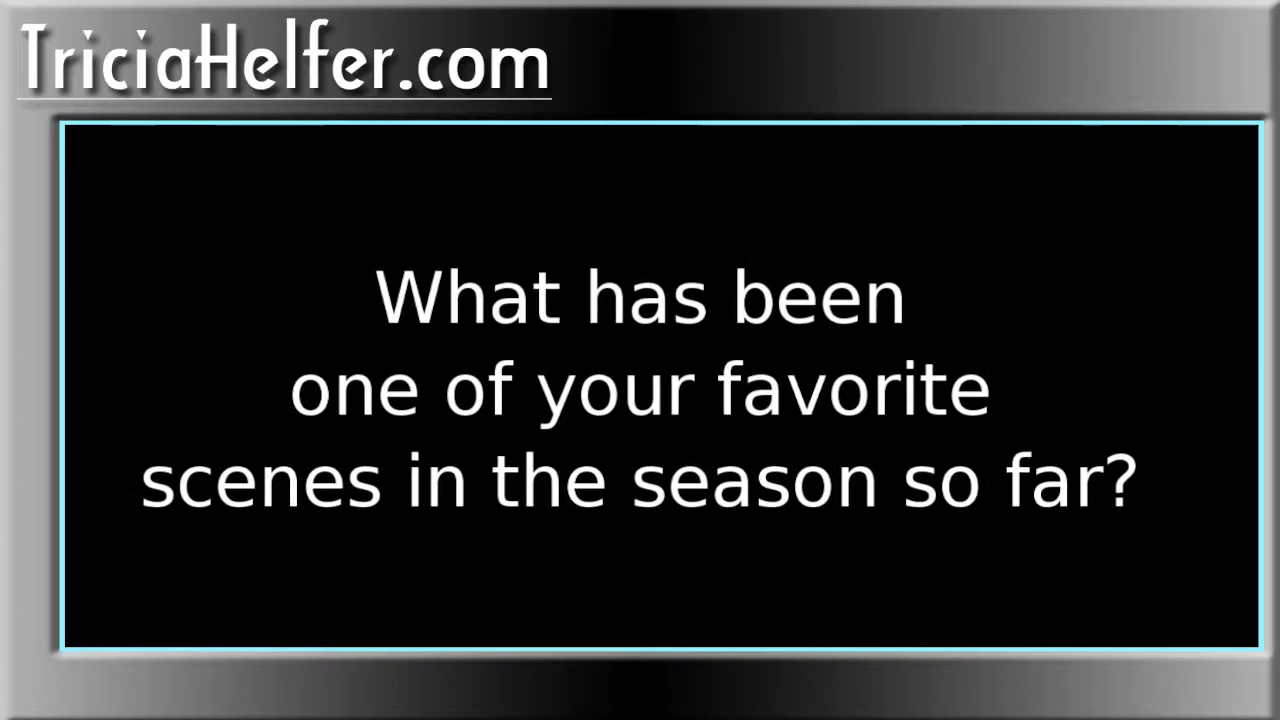 TriciaHelfer.com
What has been
one of your favorite
scenes in the season so far?